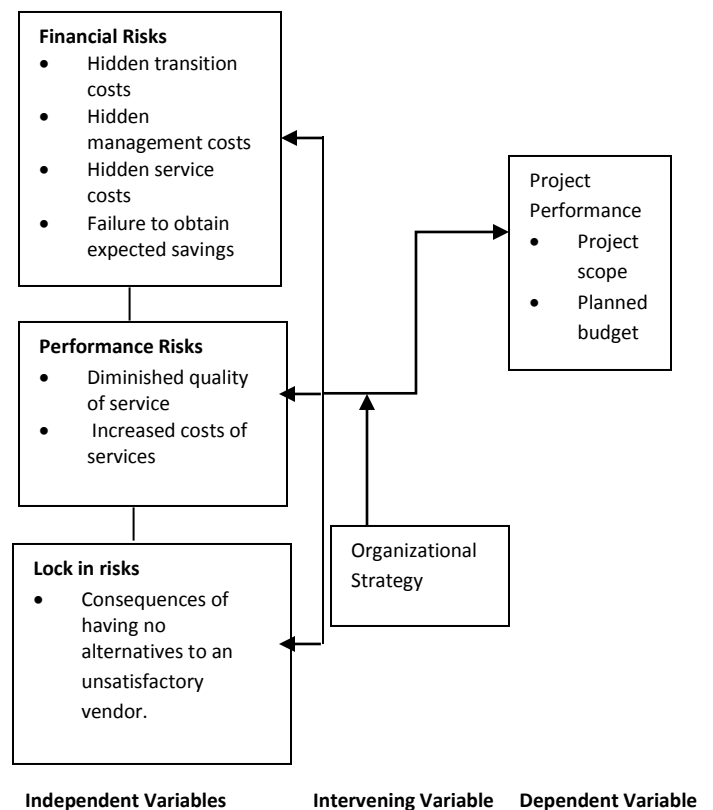 Financial Risks
• Hidden transition
costs
• Hidden
management costs
• Hidden service
costs
• Failure to obtain
expected savings
Performance Risks
• Diminished quality
of service
• Increased costs of
services
Lock in risks
• Consequences of
having no
alternatives to an
unsatisfactory
vendor.
Organizational
Strategy
Project
Performance
• Project
scope
• Planned
budget
Independent Variables Intervening Variable Dependent Variable